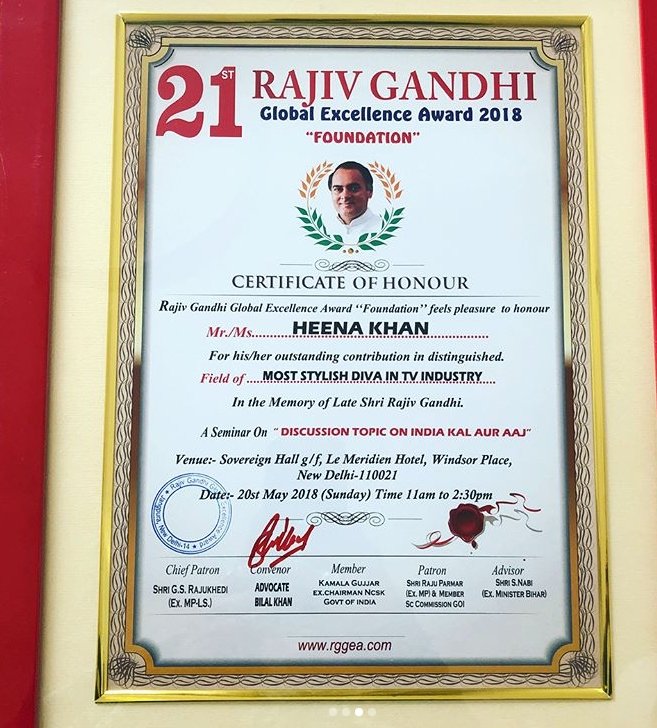 21ST RAJIV GANDHI
Global Excellence Award 2018
"FOUNDATION"
CERTIFICATE OF HONOUR
Rajiv Gandhi Global Excellence Award "Foundation" feels pleasure to honour
Mr./Ms. HEENA KHAN
For his/her outstanding contribution in distinguished.
Field of MOST STYLISH DIVA IN TV INDUSTRY
In the Memory of Late Shri Rajiv Gandhi.
A Seminar On " DISCUSSION TOPIC ON INDIA KAL AUR AAJ"
Venue:- Sovereign Hall g/f, Le Meridien Hotel, Windsor Place,
New Delhi-110021
Date:- 20st May 2018 (Sunday) Time 11am to 2:30pm
Chief Patron
SHRI G.S. RAJUKHEDI
(EX. MP-LS.)
Convenor
ADVOCATE
BILAL KHAN
Member
KAMALA GUJJAR
EX.CHAIRMAN NCSK
GOVT OF INDIA
Patron
SHRI RAJU PARMAR
(EX. MP) & MEMBER
SC COMMISSION GOI
Advisor
SHRI S.NABI
(EX. MINISTER BIHAR)
www.rggea.com